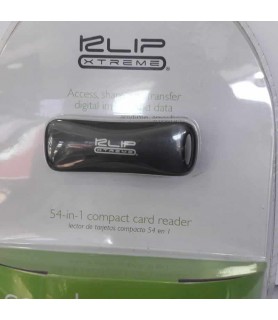 KLIP
XTREME
Access, transfer
digital data
KLIP
XTREME
54-in-1 compact card reader
lector de tarjetas compacto 54 en 1